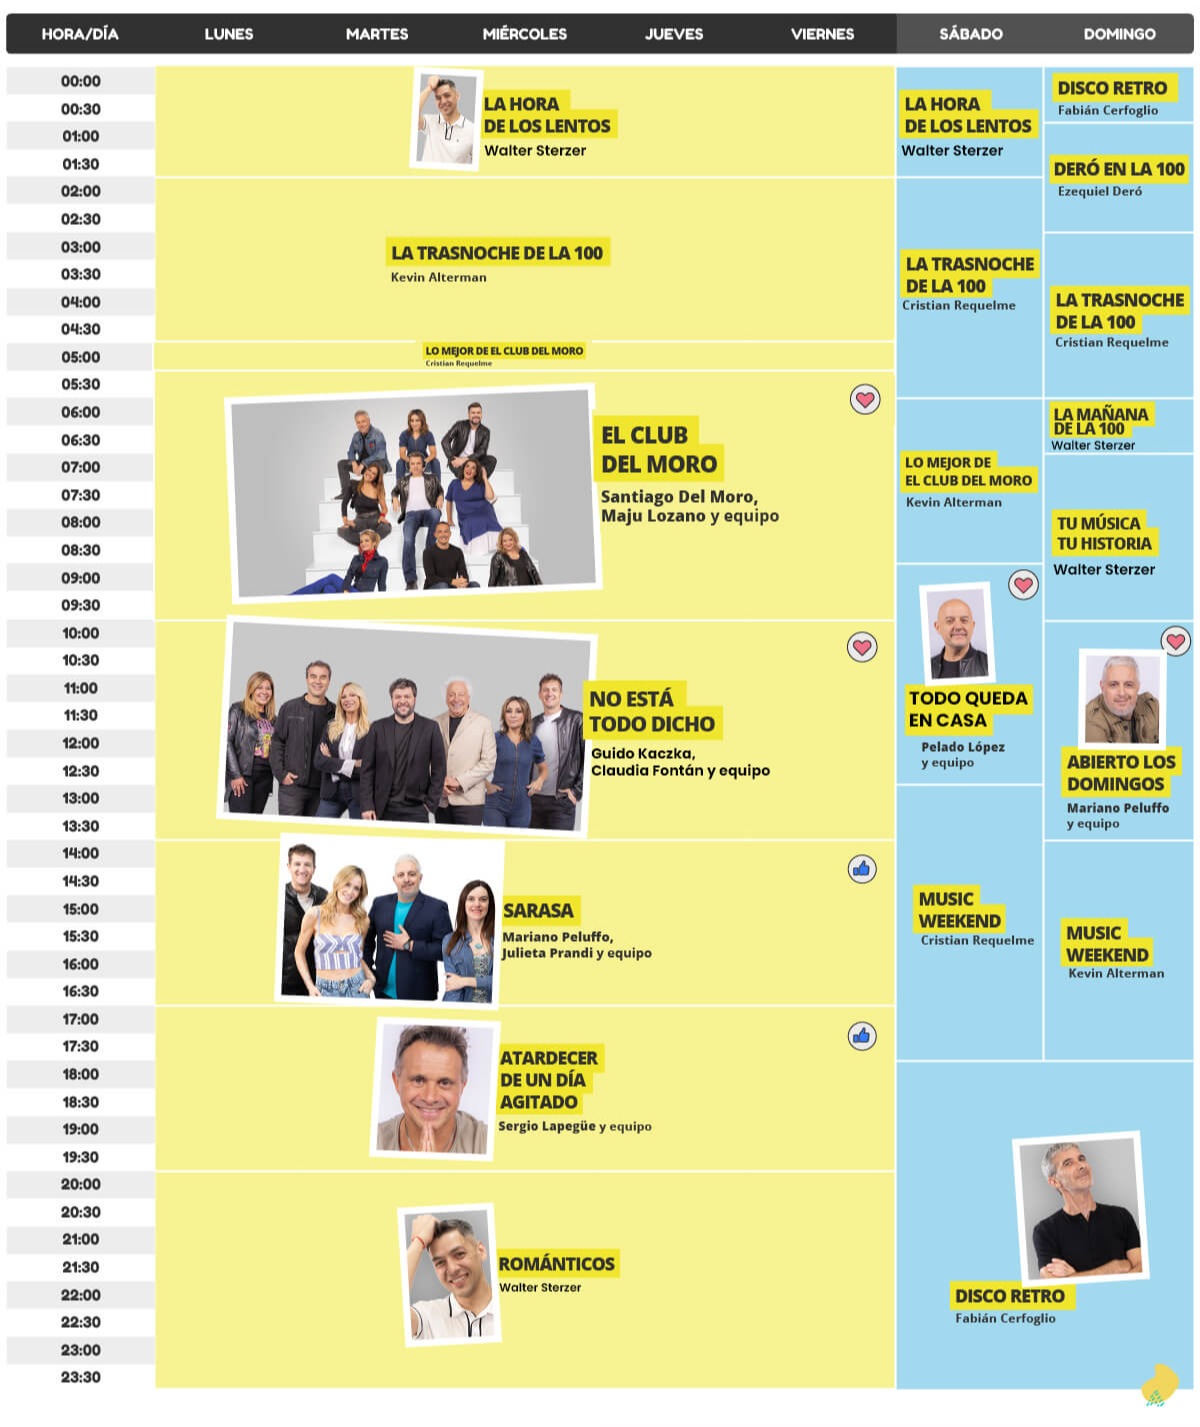 HORA/DÍA LUNES MARTES MIÉRCOLES JUEVES VIERNES SÁBADO DOMINGO
00:00
00:30
01:00
01:30
02:00
02:30
03:00
03:30
04:00
04:30
05:00
05:30
06:00
06:30
07:00
07:30
08:00
08:30
09:00
09:30
10:00
10:30
11:00
11:30
12:00
12:30
13:00
13:30
14:00
14:30
15:00
15:30
16:00
16:30
17:00
17:30
18:00
18:30
19:00
19:30
20:00
20:30
21:00
21:30
22:00
22:30
23:00
23:30
LA HORA
DE LOS LENTOS
Walter Sterzer
LA TRASNOCHE DE LA 100
Kevin Alterman
LO MEJOR DE EL CLUB DEL MORO
Cristian Requelme
EL CLUB
DEL MORO
Santiago Del Moro,
Maju Lozano y equipo
NO ESTÁ
TODO DICHO
Guido Kaczka,
Claudia Fontán y equipo
SARASA
Mariano Peluffo,
Julieta Prandi y equipo
ATARDECER
DE UN DÍA
AGITADO
Sergio Lapegüe y equipo
ROMÁNTICOS
Walter Sterzer
LA HORA
DE LOS LENTOS
Walter Sterzer
LA TRASNOCHE
DE LA 100
Cristian Requelme
LO MEJOR DE
EL CLUB DEL MORO
Kevin Alterman
TODO QUEDA
EN CASA
Pelado López
y equipo
MUSIC
WEEKEND
Cristian Requelme
DISCO RETRO
Fabián Cerfoglio
DERÓ EN LA 100
Ezequiel Deró
LA TRASNOCHE
DE LA 100
Cristian Requelme
LA MAÑANA
DE LA 100
Walter Sterzer
TU MÚSICA
TU HISTORIA
Walter Sterzer
ABIERTO LOS
DOMINGOS
Mariano Peluffo
y equipo
MUSIC
WEEKEND
Kevin Alterman
DISCO RETRO
Fabián Cerfoglio